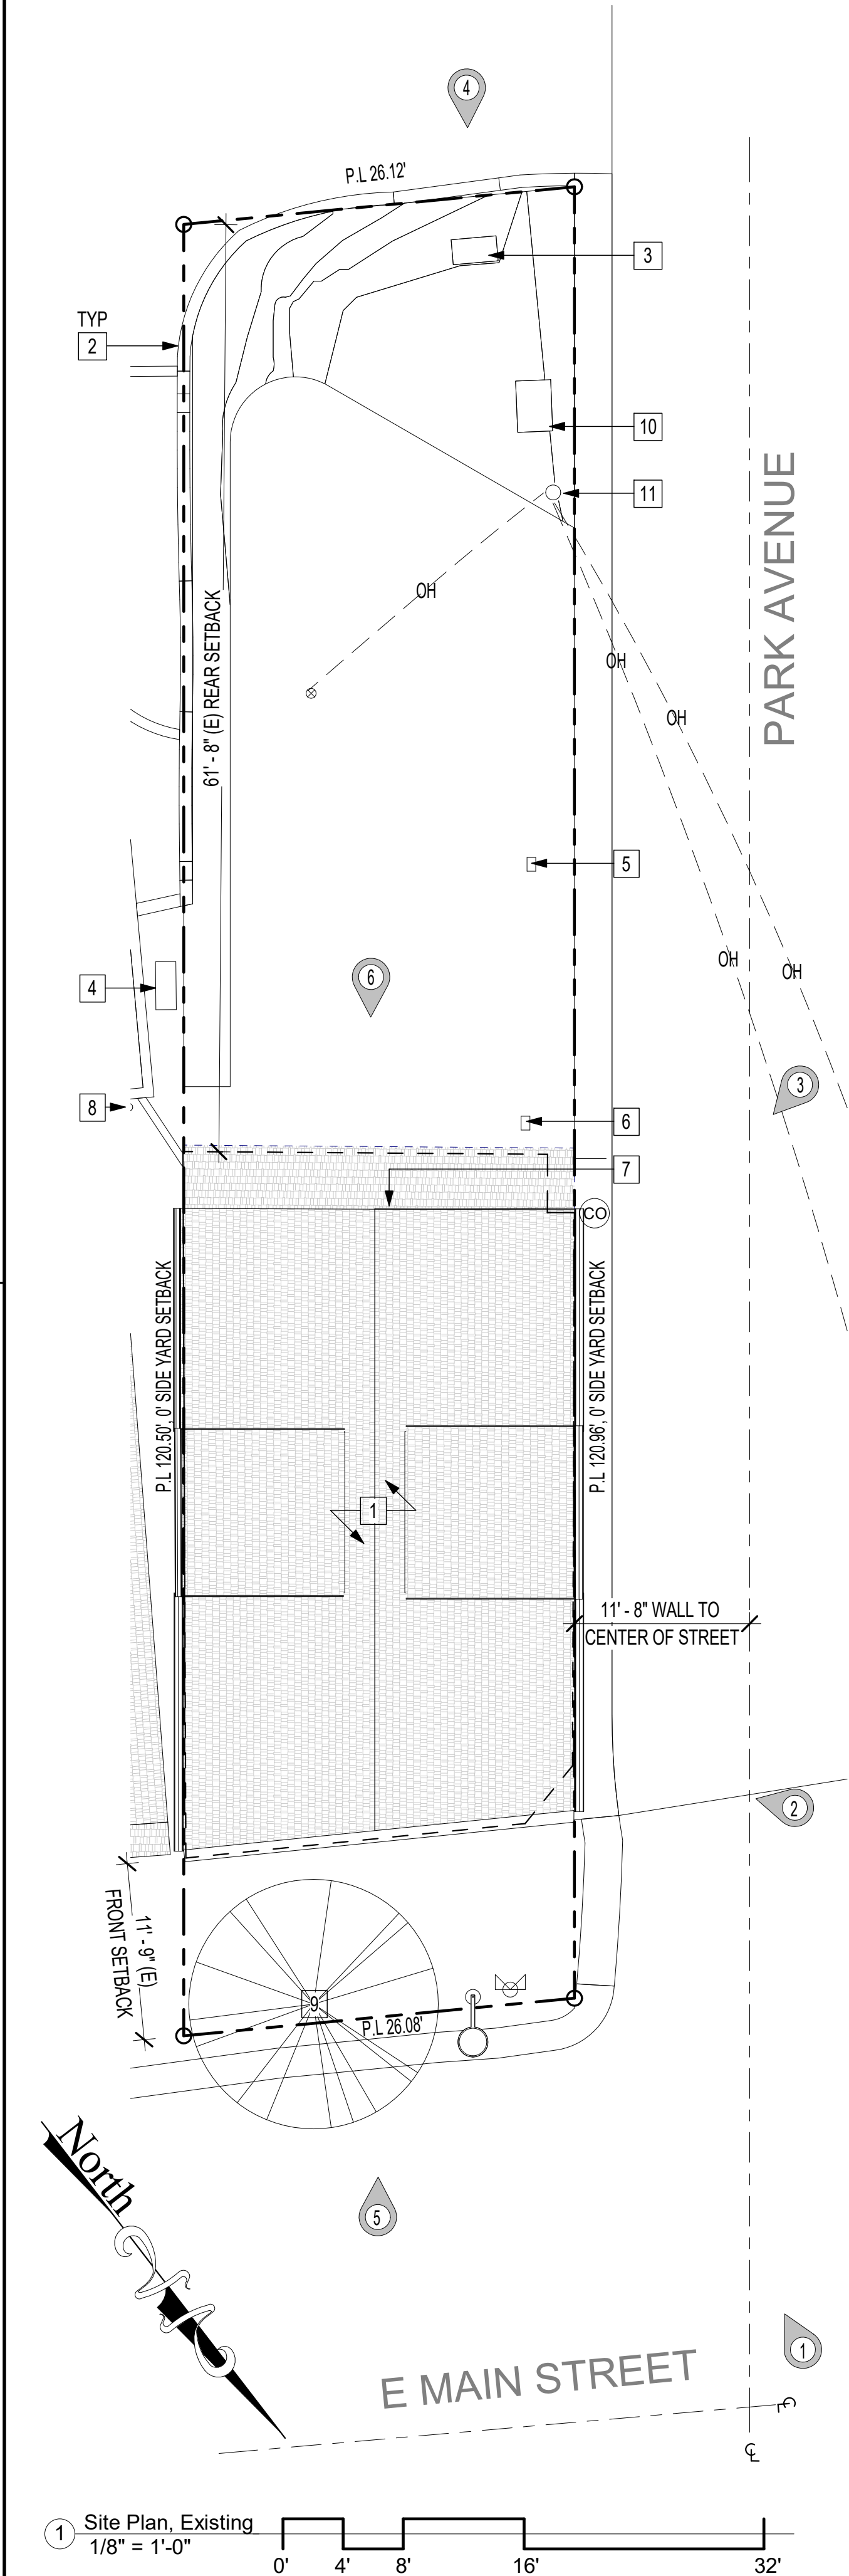 4
P.L 26.12'
3
TYP
2
10
PARK AVENUE
11
OH
61' - 8" (E) REAR SETBACK
OH
OH
5
OH
OH
4
6
3
8
6
7
CO
P.L 120.50', 0' SIDE YARD SETBACK
P.L 120.96', 0' SIDE YARD SETBACK
1
11' - 8" WALL TO
CENTER OF STREET
2
11' - 9" (E)
FRONT SETBACK
9
P.L 26.08'
North
5
1
E MAIN STREET
CL
CL
1
Site Plan, Existing
1/8" = 1'-0"
0' 4' 8' 16' 32'